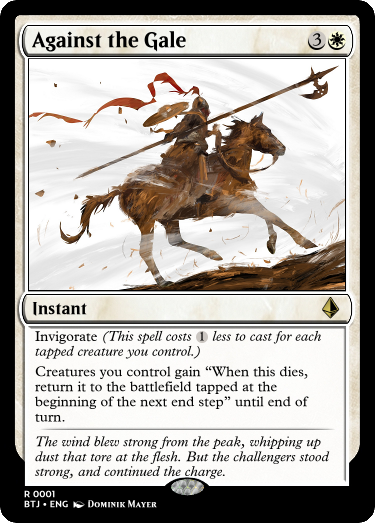 Against the Gale 3
Instant
Invigorate (This spell costs 1 less to cast for each
tapped creature you control.)
Creatures you control gain “When this dies,
return it to the battlefield tapped at the
beginning of the next end step” until end of
turn.
The wind blew strong from the peak, whipping up
dust that tore at the flesh. But the challengers stood
strong, and continued the charge.
R 0001
BTJ • ENG Dominik Mayer